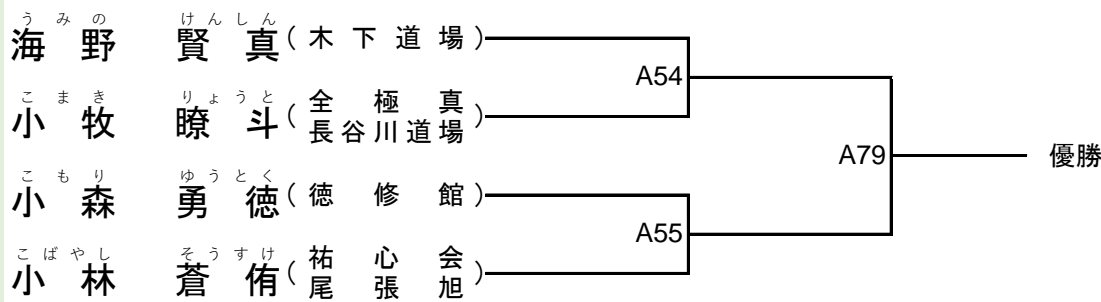 うみの けんしん
海野 賢真(木下道場)
A54
こまき りょうと
小牧 瞭斗(全極真長谷川道場)
A79 優勝
こもり ゆうとく
小森 勇徳(徳修館)
A55
こばやし そうすけ
小林 蒼侑(祐心会尾張旭)